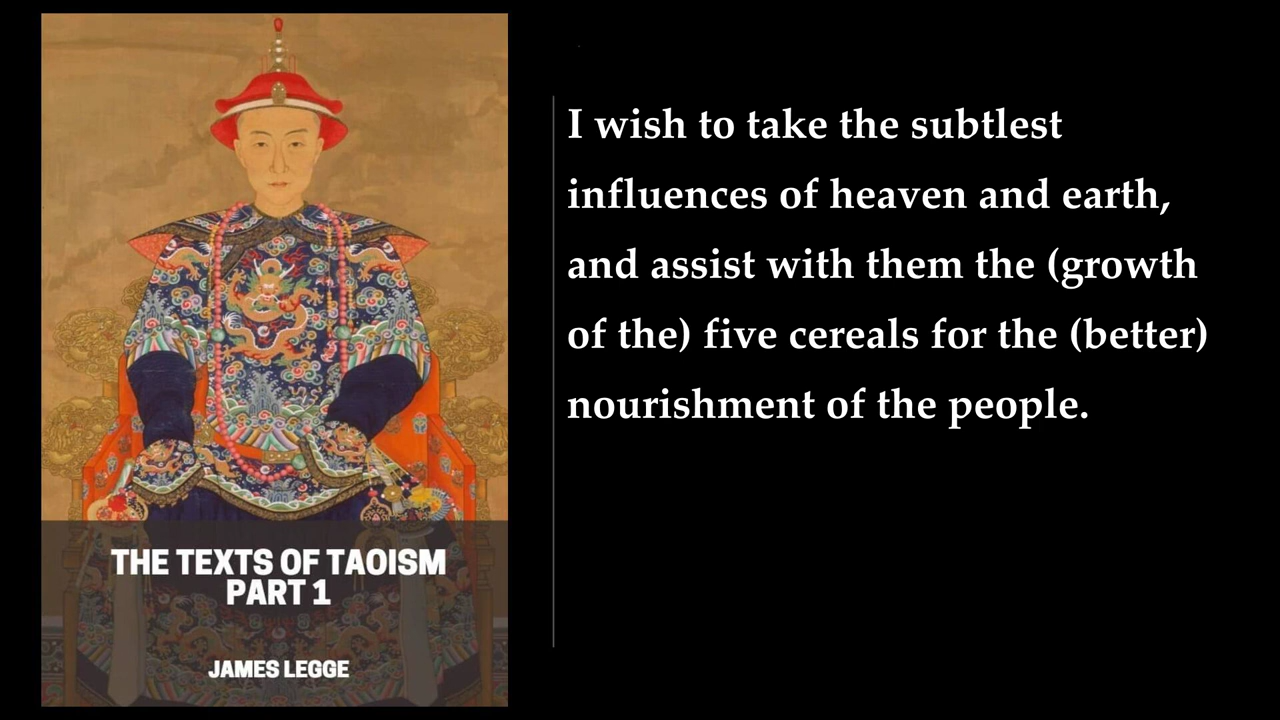 I wish to take the subtlest
influences of heaven and earth,
and assist with them the (growth
of the) five cereals for the (better)
nourishment of the people.
THE TEXTS OF TAOISM
PART 1
JAMES LEGGE